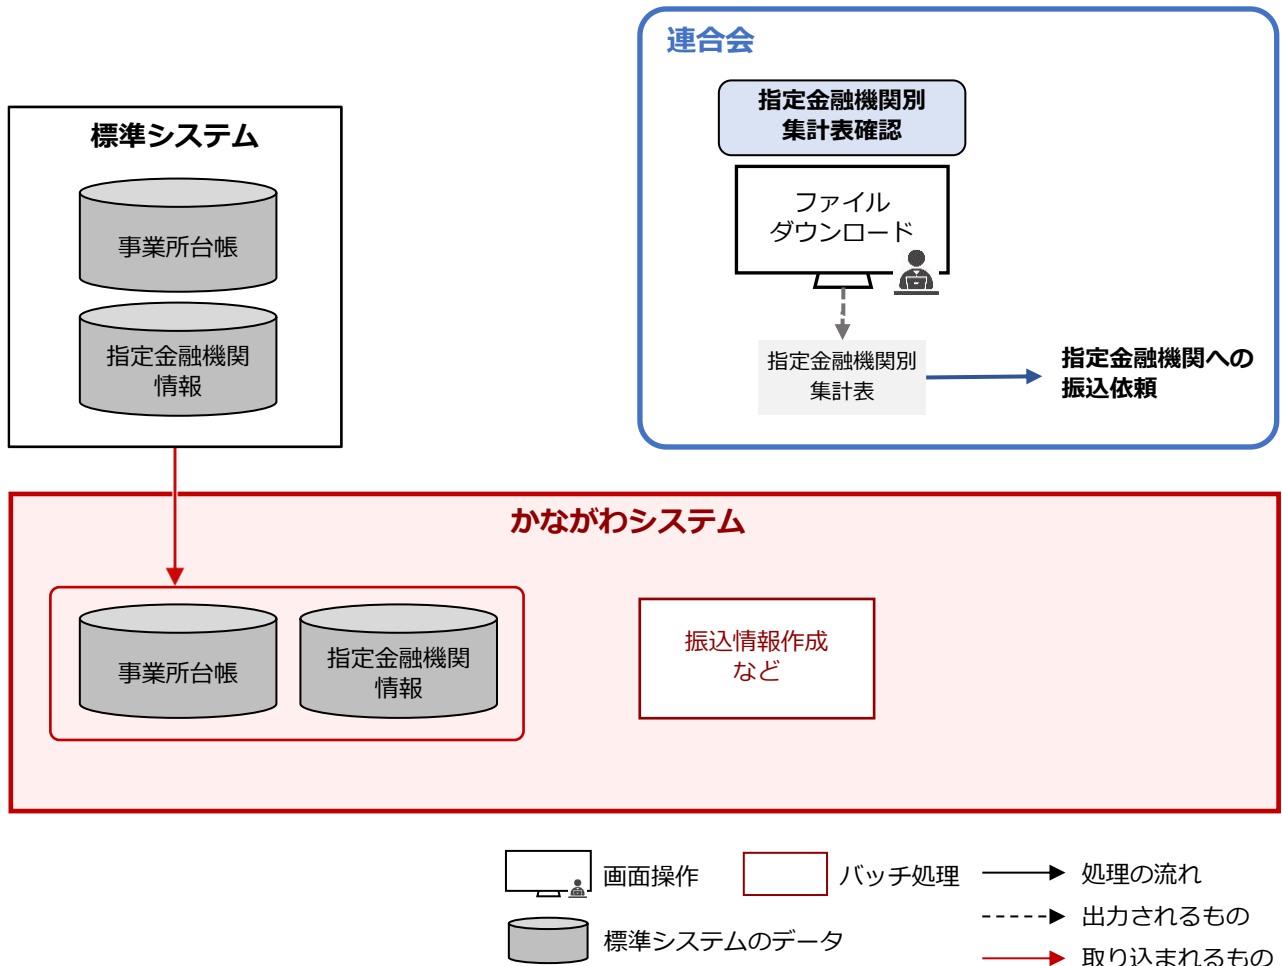 連合会
指定金融機関別
集計表確認
ファイル
ダウンロード
指定金融機関別
集計表
指定金融機関への
振込依頼
標準システム
事業所台帳
指定金融機関
情報
かながわシステム
事業所台帳
指定金融機関
情報
振込情報作成
など
画面操作
バッチ処理
処理の流れ
出力されるもの
標準システムのデータ
取り込まれるもの